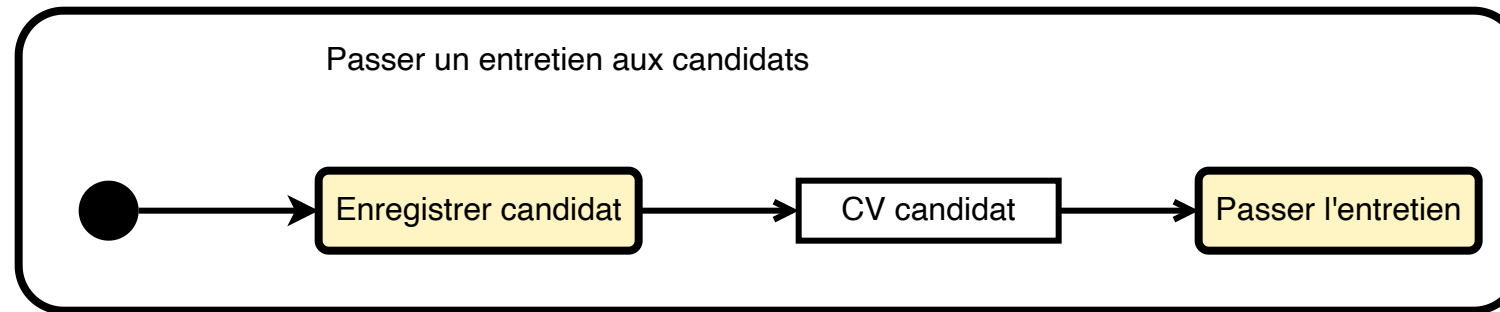 Passer un entretien aux candidats
Enregistrer candidat
CV candidat
Passer l'entretien